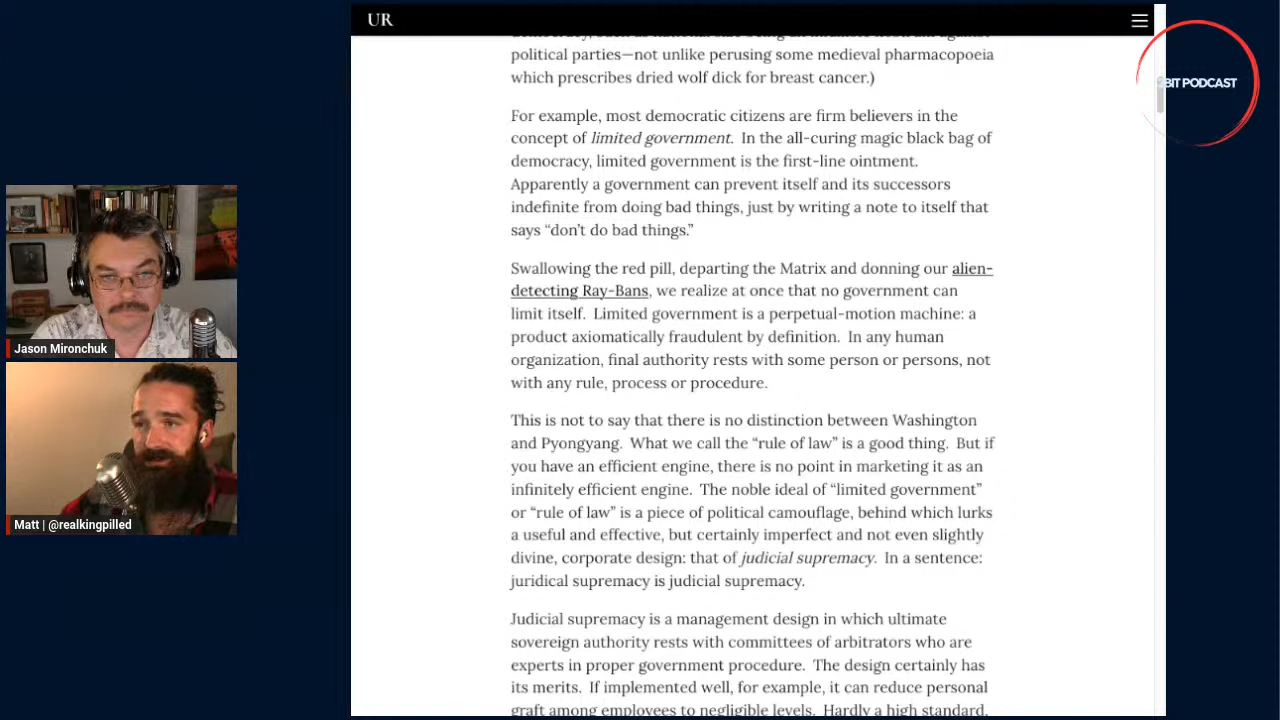 UR
political parties—not unlike perusing some medieval pharmacopoeia
which prescribes dried wolf dick for breast cancer.)
For example, most democratic citizens are firm believers in the
concept of limited government. In the all-curing magic black bag of
democracy, limited government is the first-line ointment.
Apparently a government can prevent itself and its successors
indefinite from doing bad things, just by writing a note to itself that
says “don’t do bad things.”
Swallowing the red pill, departing the Matrix and donning our alien-
detecting Ray-Bans, we realize at once that no government can
limit itself. Limited government is a perpetual-motion machine: a
product axiomatically fraudulent by definition. In any human
organization, final authority rests with some person or persons, not
with any rule, process or procedure.
This is not to say that there is no distinction between Washington
and Pyongyang. What we call the “rule of law” is a good thing. But if
you have an efficient engine, there is no point in marketing it as an
infinitely efficient engine. The noble ideal of “limited government”
or “rule of law” is a piece of political camouflage, behind which lurks
a useful and effective, but certainly imperfect and not even slightly
divine, corporate design: that of judicial supremacy. In a sentence:
juridical supremacy is judicial supremacy.
Judicial supremacy is a management design in which ultimate
sovereign authority rests with committees of arbitrators who are
experts in proper government procedure. The design certainly has
its merits. If implemented well, for example, it can reduce personal
graft among employees to negligible levels. Hardly a high standard,
BIT PODCAST
Jason Mironchuk
Matt | @realkingpilled